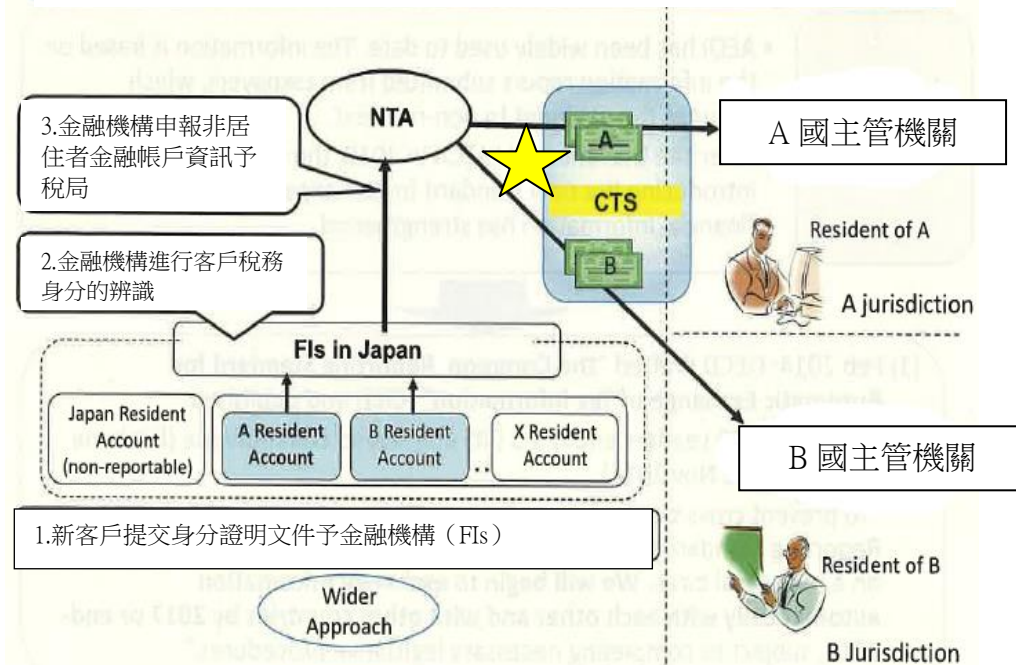 NTA
3.金融機構申報非居
住者金融帳戶資訊予
稅局
A
A 國主管機關
CTS
B
Resident of A
A jurisdiction
2.金融機構進行客戶稅務
身分的辨識
FIs in Japan
Japan Resident
Account
(non-reportable)
A Resident
Account
B Resident
Account
..
X Resident
Account
B 國主管機關
1.新客戶提交身分證明文件予金融機構（FIs）
Resident of B
Wider
Approach
B Jurisdiction